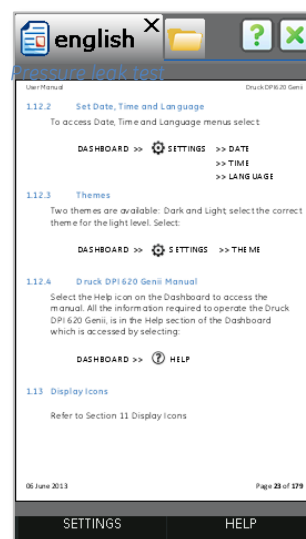 english
Pressure leak test
User Manual Druck DPI 620 Genii
1.12.2 Set Date, Time and Language
To access Date, Time and Language menus select:
DASHBOARD >> SETTINGS >> DATE
>> TIME
>> LANGUAGE
1.12.3 Themes
Two themes are available: Dark and Light, select the correct
theme for the light level. Select:
DASHBOARD >> SETTINGS >> THEME
1.12.4 Druck DPI 620 Genii Manual
Select the Help icon on the Dashboard to access the
manual. All the information required to operate the Druck
DPI 620 Genii, is in the Help section of the Dashboard
which is accessed by selecting:
DASHBOARD >> ? HELP
1.13 Display Icons
Refer to Section 11 Display Icons
06 June 2013 Page 23 of 179
SETTINGS HELP